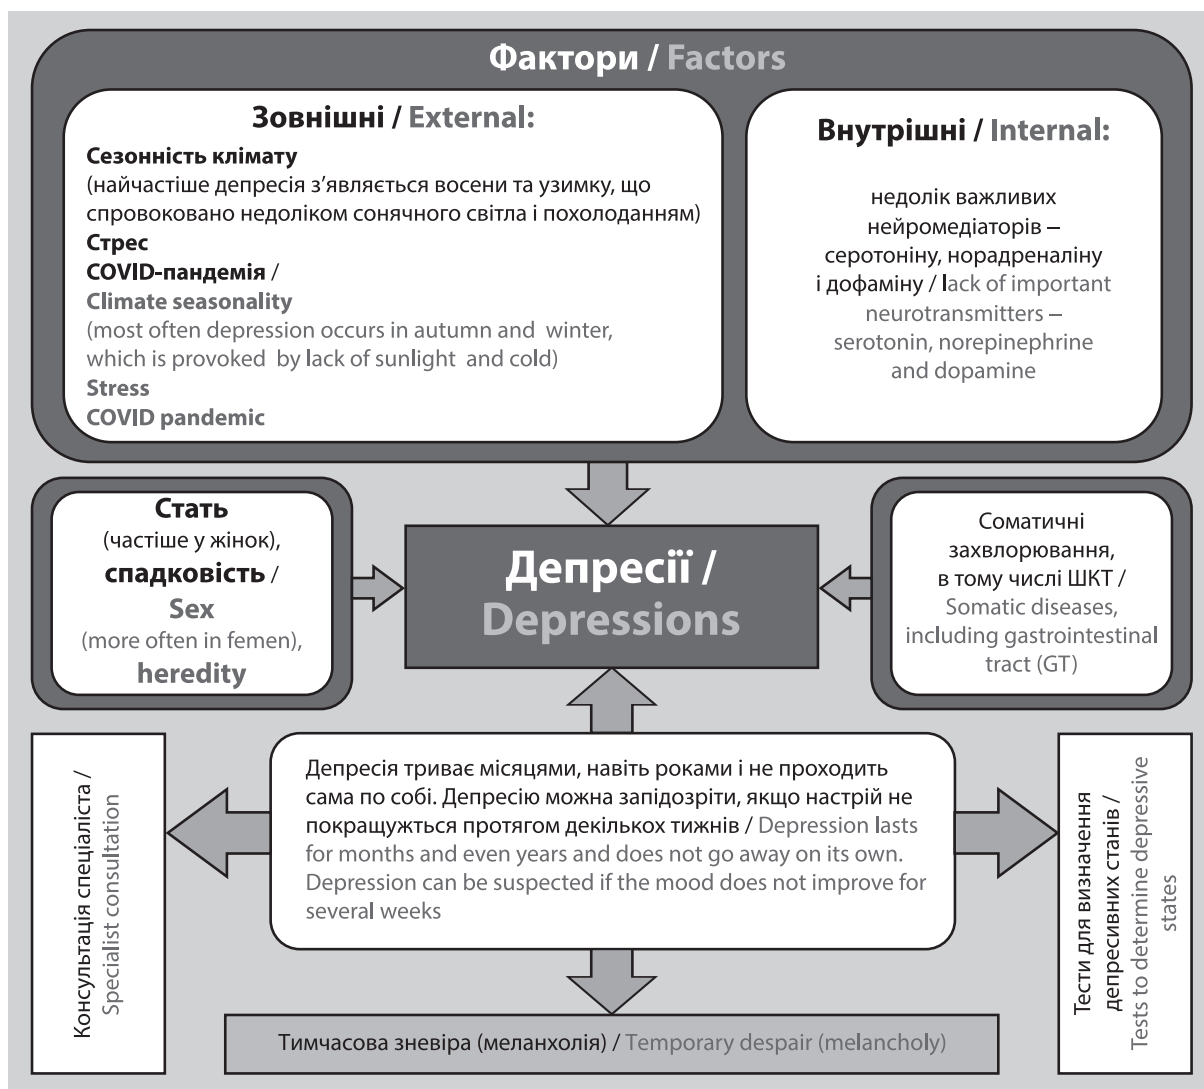 Фактори / Factors
Зовнішні / External:
Сезонність клімату
(найчастіше депресія з’являється восени та узимку, що
спровоковано недоліком сонячного світла і похолоданням)
Стрес
COVID-пандемія /
Climate seasonality
(most often depression occurs in autumn and winter,
which is provoked by lack of sunlight and cold)
Stress
COVID pandemic
Внутрішні / Internal:
недолік важливих
нейромедіаторів –
серотоніну, норадреналіну
і дофаміну / lack of important
neurotransmitters –
serotonin, norepinephrine
and dopamine
Стать
(частіше у жінок),
спадковість /
Sex
(more often in femen),
heredity
Депресії /
Depressions
Соматичні
захвлорювання,
в тому числі ШКТ /
Somatic diseases,
including gastrointestinal
tract (GT)
Консультація спеціаліста /
Specialist consultation
Депресія триває місяцями, навіть роками і не проходить
сама по собі. Депресію можна запідозріти, якщо настрій не
покращужться протягом декількох тижнів / Depression lasts
for months and even years and does not go away on its own.
Depression can be suspected if the mood does not improve for
several weeks
Тести для визначення
депресивних станів /
Tests to determine depressive
states
Тимчасова зневіра (меланхолія) / Temporary despair (melancholy)